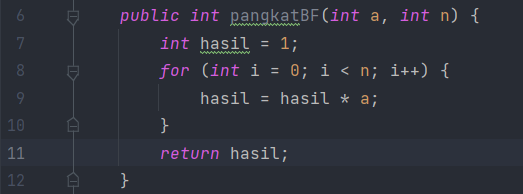 6 public int pangkatBF(int a, int n) {
7 int hasil = 1;
8 for (int i = 0; i < n; i++) {
9 hasil = hasil * a;
10 }
11 return hasil;
12 }